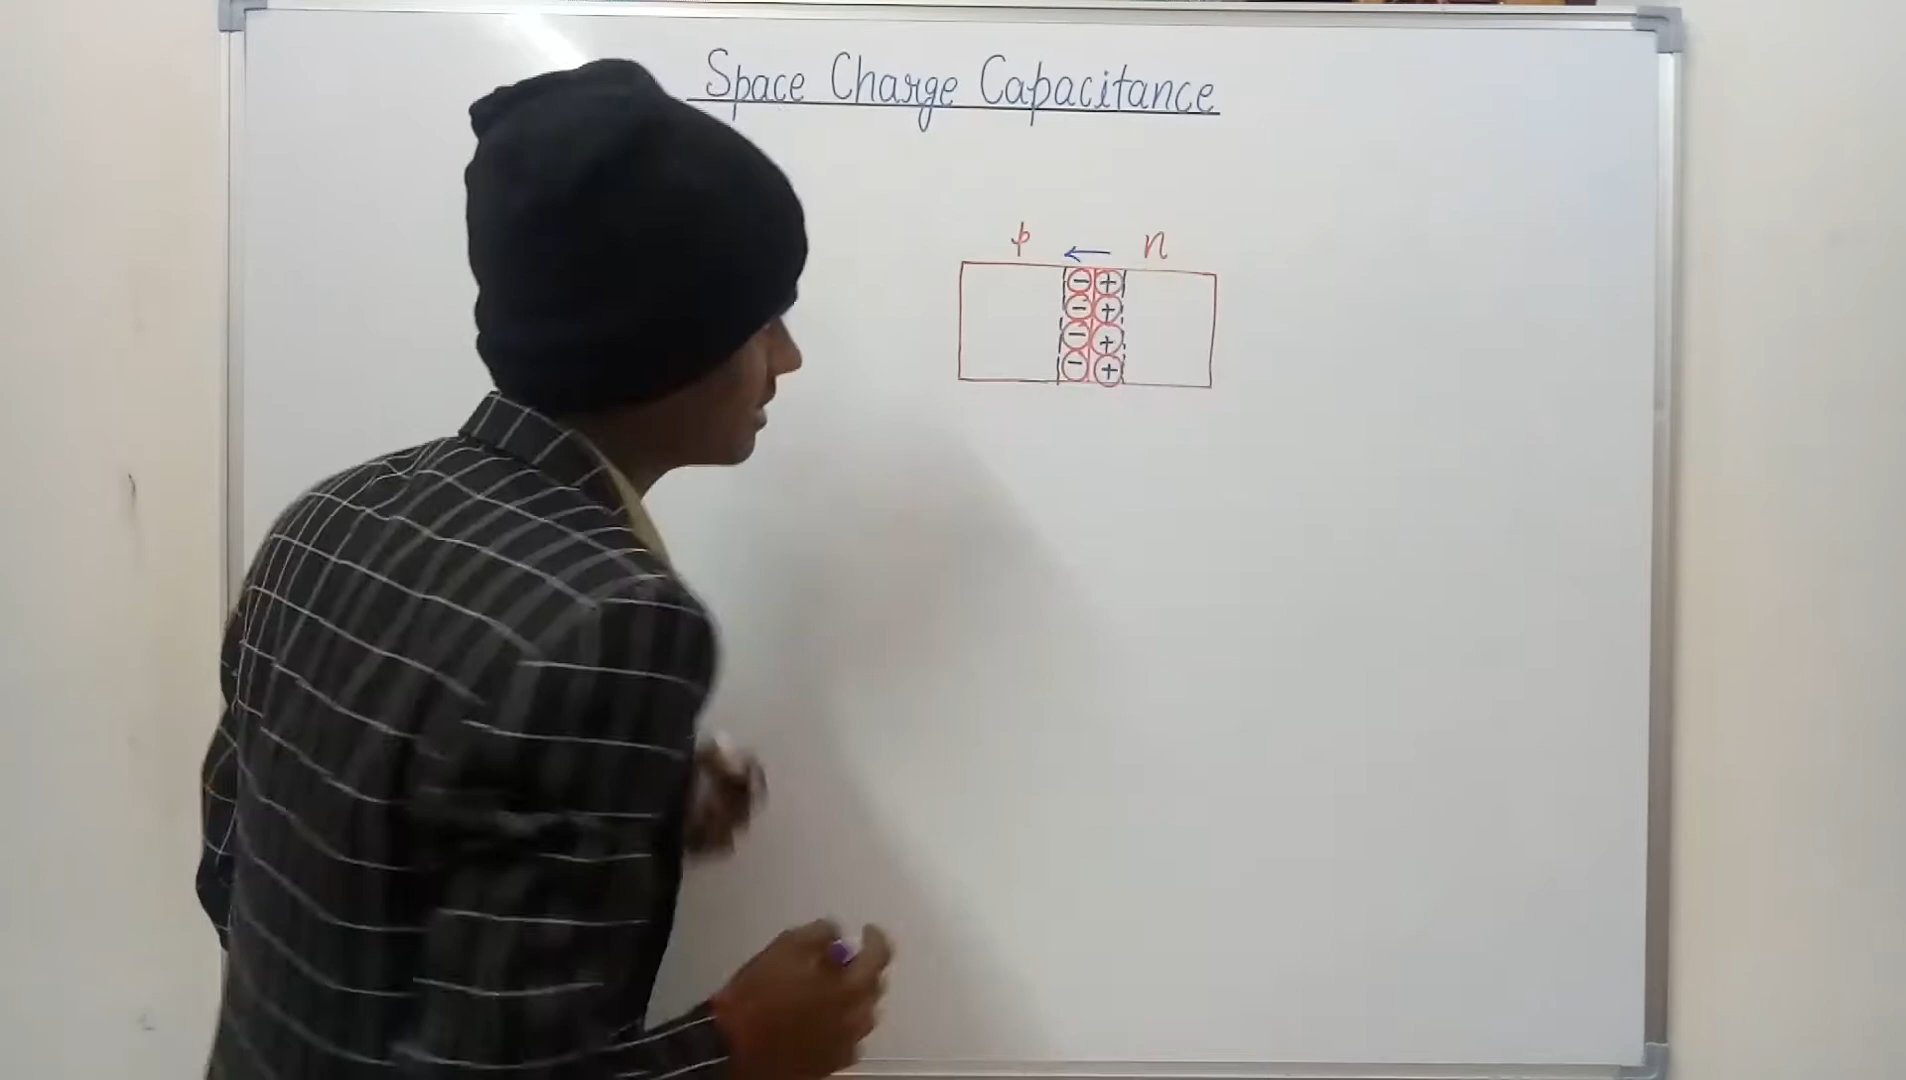 Space Charge Capacitance
p ← n
- +
- +
- +
- +